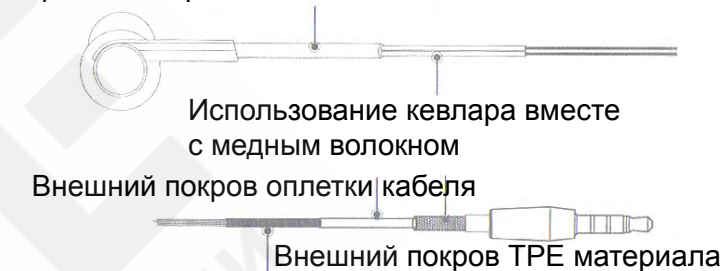 Использование кевлара вместе
с медным волокном
Внешний покров оплетки кабеля
Внешний покров TPE материала